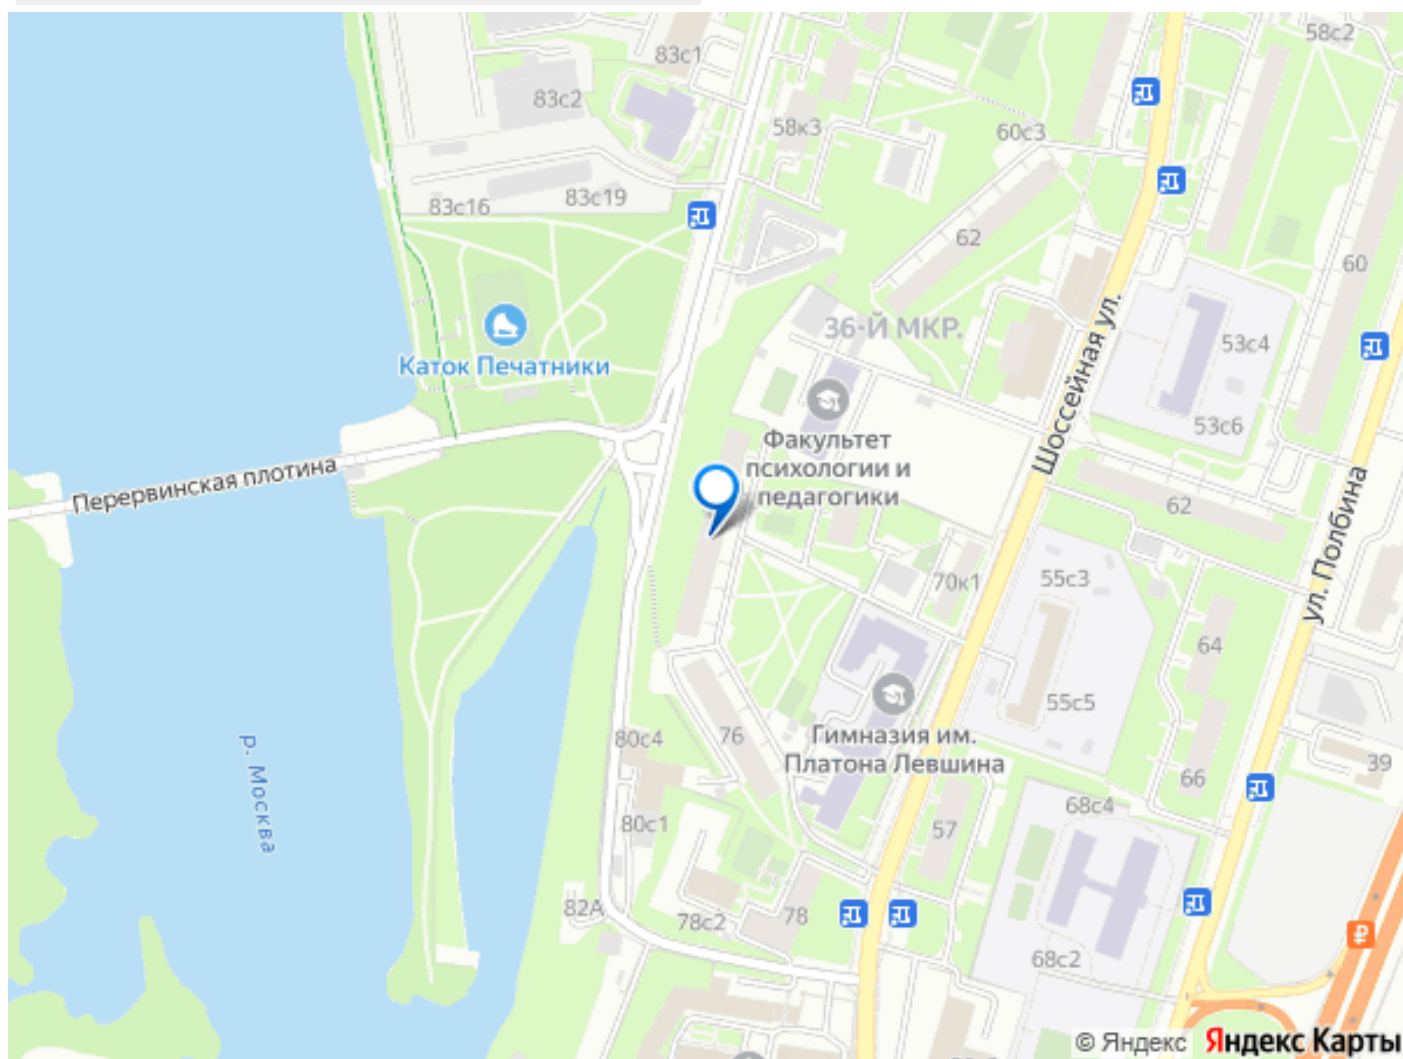 58с2
83с1
83с2
58к3
60с3
83с16
83с19
62
60
36-Й МКР.
53с4
Каток Печатники
Шоссейная ул.
Факультет
психологии и
педагогики
53с6
Перервинская плотина
62
ул. Полбина
70к1
55с3
64
55с5
80с4
76
Гимназия им.
Платона Левшина
р. Москва
66
39
80с1
57
68с4
82А
78с2
78
68с2
© Яндекс Яндекс Карты